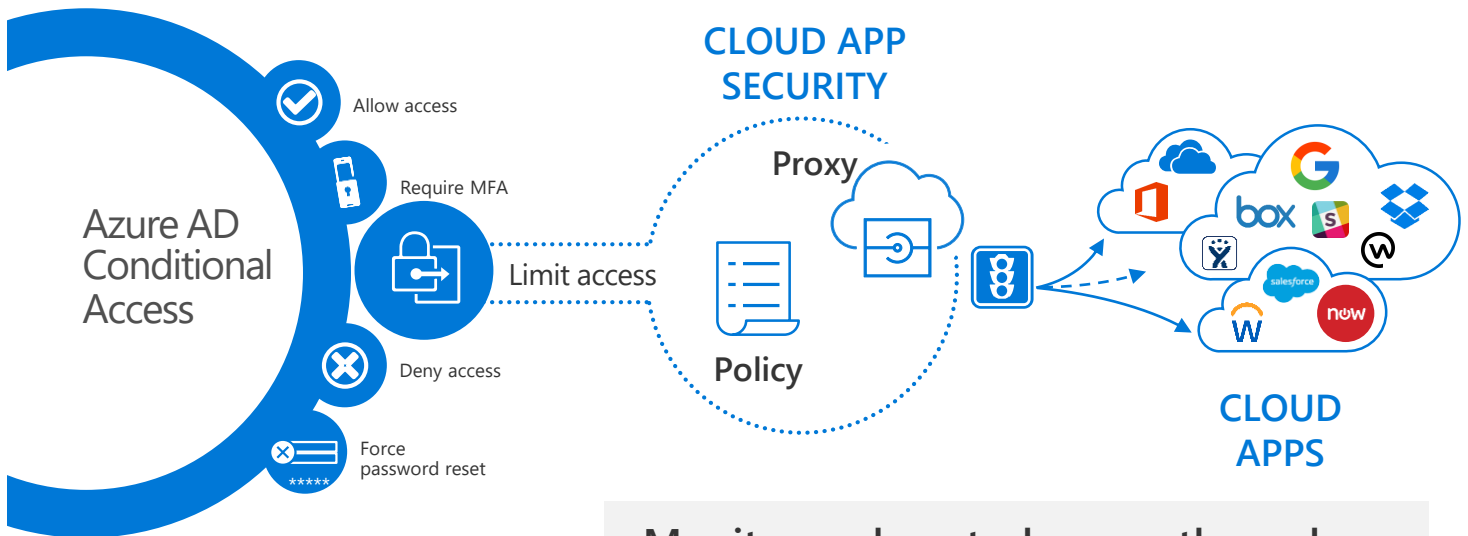 CLOUD APP
SECURITY
Allow access
Require MFA
Azure AD
Conditional
Access
Limit access
Proxy
Policy
Deny access
Force
password reset
*****
box
S
salesforce
W
now
CLOUD
APPS